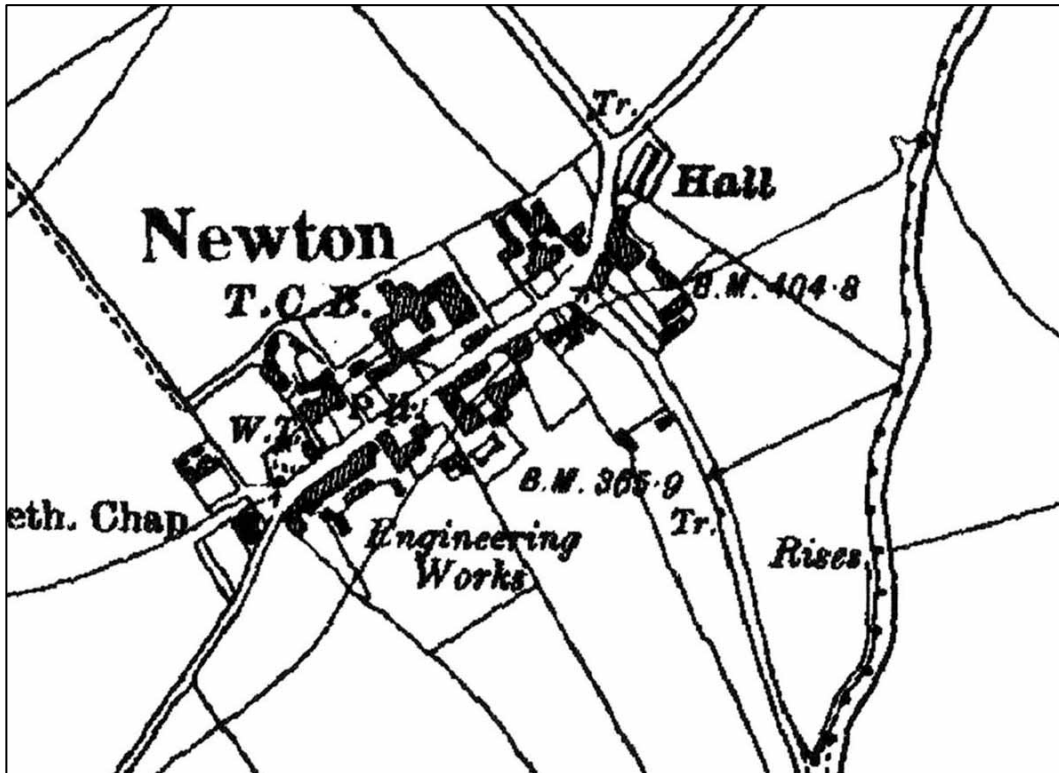 Tr.
Hall
Newton
T.C.B.
B.M. 404·8
P.H.
W.T.
B.M. 365·9
eth. Chap
Engineering
Works
Tr.
Rises